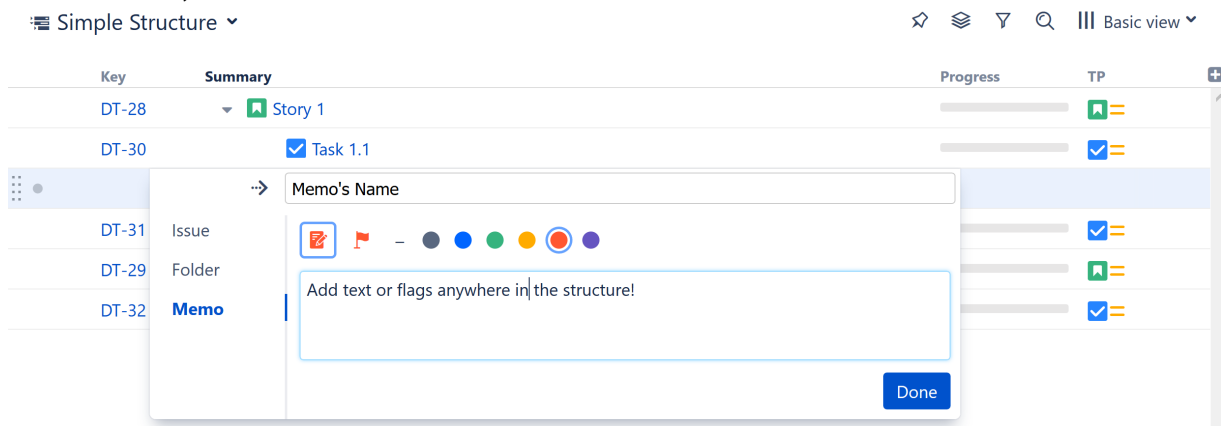 Simple Structure
Basic view
Key Summary Progress TP
DT-28 Story 1
DT-30 Task 1.1
Memo's Name
DT-31 Issue
DT-29 Folder
Add text or flags anywhere in the structure!
DT-32 Memo
Done